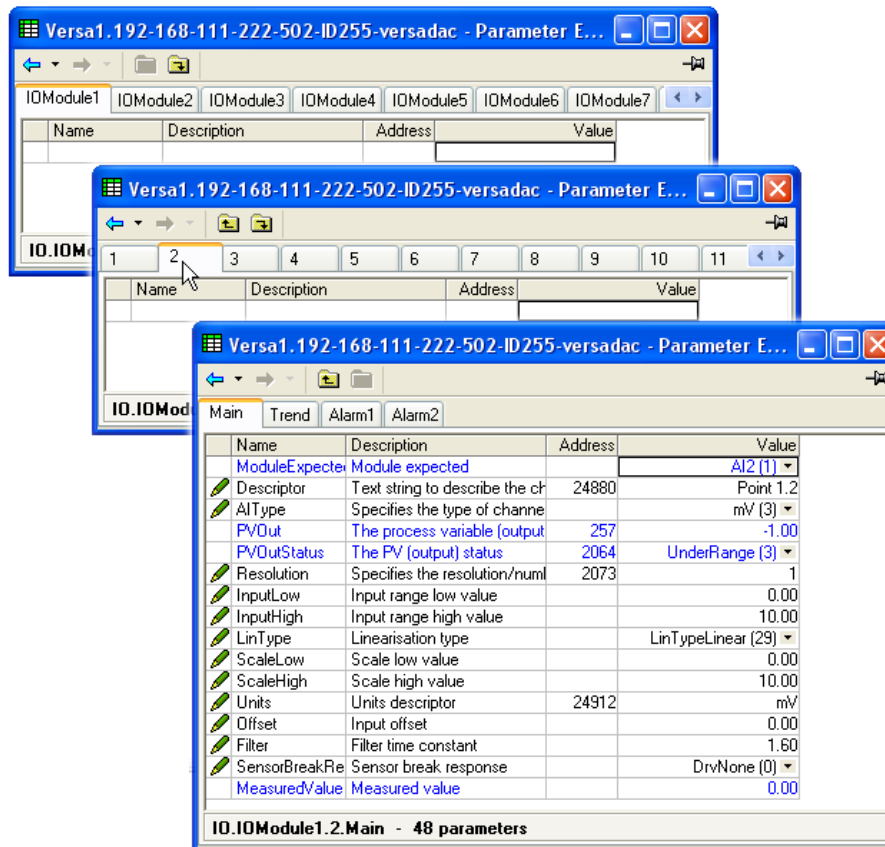 Versa1.192-168-111-222-502-ID255-versadac - Parameter E...
IOModule1 IOModule2 IOModule3 IOModule4 IOModule5 IOModule6 IOModule7
Name Description Address Value
IO.IOMo
Versa1.192-168-111-222-502-ID255-versadac - Parameter E...
1 2 3 4 5 6 7 8 9 10 11
Name Description Address Value
IO.IOMod
Versa1.192-168-111-222-502-ID255-versadac - Parameter E...
Main Trend Alarm1 Alarm2
Name Description Address Value
ModuleExpected Module expected AI2 (1)
Descriptor Text string to describe the ch 24880 Point 1.2
AIType Specifies the type of channe mV (3)
PVOut The process variable (output 257 -1.00
PVOutStatus The PV (output) status 2064 UnderRange (3)
Resolution Specifies the resolution/numl 2073 1
InputLow Input range low value 0.00
InputHigh Input range high value 10.00
LinType Linearisation type LinTypeLinear (29)
ScaleLow Scale low value 0.00
ScaleHigh Scale high value 10.00
Units Units descriptor 24912 mV
Offset Input offset 0.00
Filter Filter time constant 1.60
SensorBreakRe Sensor break response DrvNone (0)
MeasuredValue Measured value 0.00
IO.IOModule1.2.Main - 48 parameters